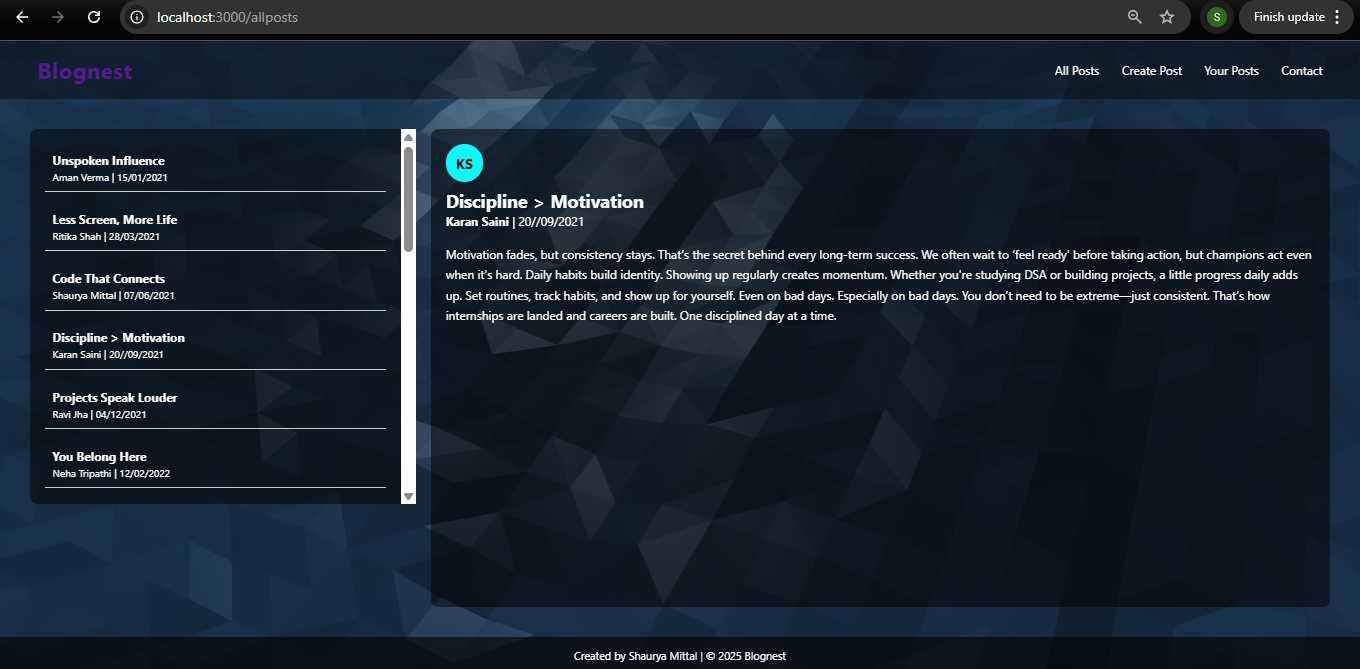 localhost:3000/allposts
S
Finish update
Blognest
All Posts
Create Post
Your Posts
Contact
Unspoken Influence
Aman Verma | 15/01/2021
Less Screen, More Life
Ritika Shah | 28/03/2021
Code That Connects
Shaurya Mittal | 07/06/2021
Discipline > Motivation
Karan Saini | 20//09/2021
Projects Speak Louder
Ravi Jha | 04/12/2021
You Belong Here
Neha Tripathi | 12/02/2022
KS
Discipline > Motivation
Karan Saini | 20//09/2021
Motivation fades, but consistency stays. That’s the secret behind every long-term success. We often wait to ‘feel ready’ before taking action, but champions act even
when it’s hard. Daily habits build identity. Showing up regularly creates momentum. Whether you're studying DSA or building projects, a little progress daily adds
up. Set routines, track habits, and show up for yourself. Even on bad days. Especially on bad days. You don’t need to be extreme—just consistent. That’s how
internships are landed and careers are built. One disciplined day at a time.
Created by Shaurya Mittal | © 2025 Blognest